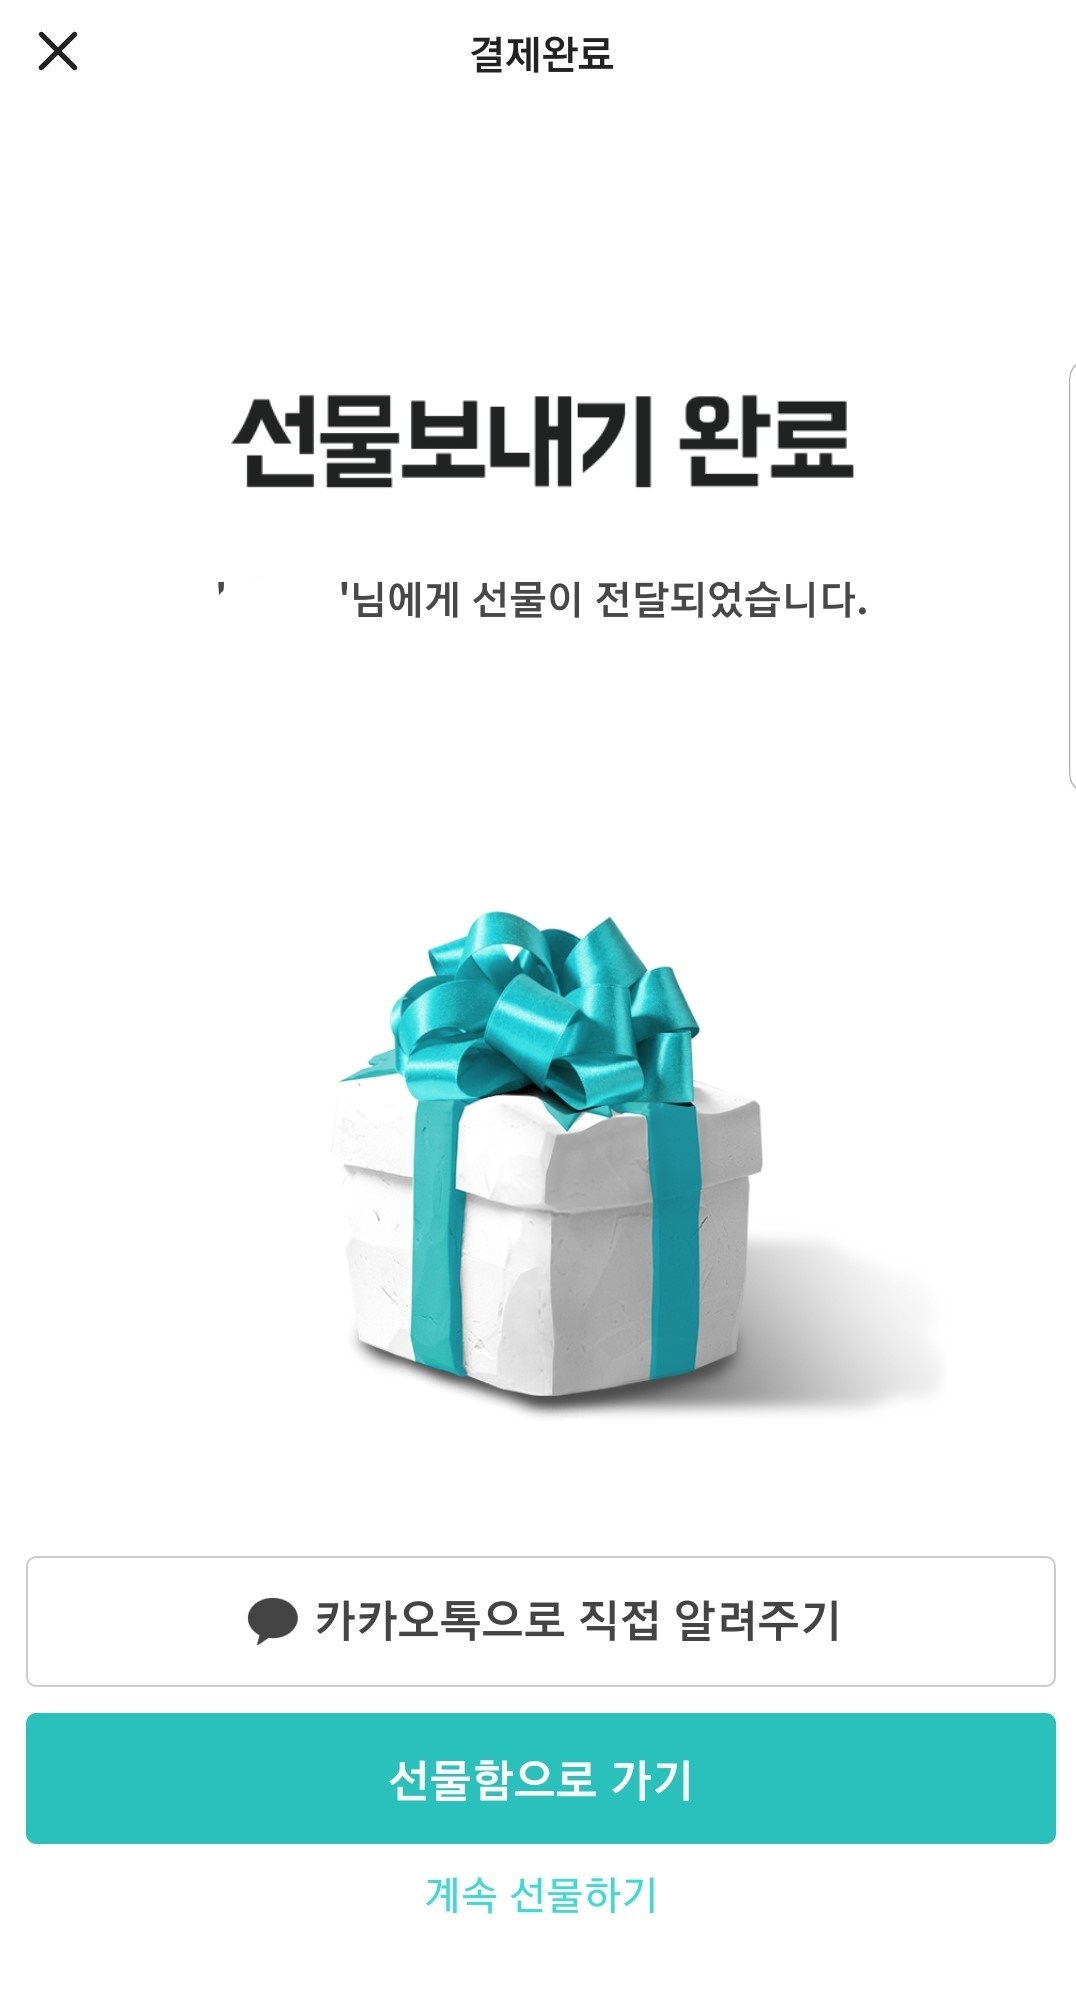 결제완료
선물보내기 완료
' '님에게 선물이 전달되었습니다.
카카오톡으로 직접 알려주기
선물함으로 가기
계속 선물하기